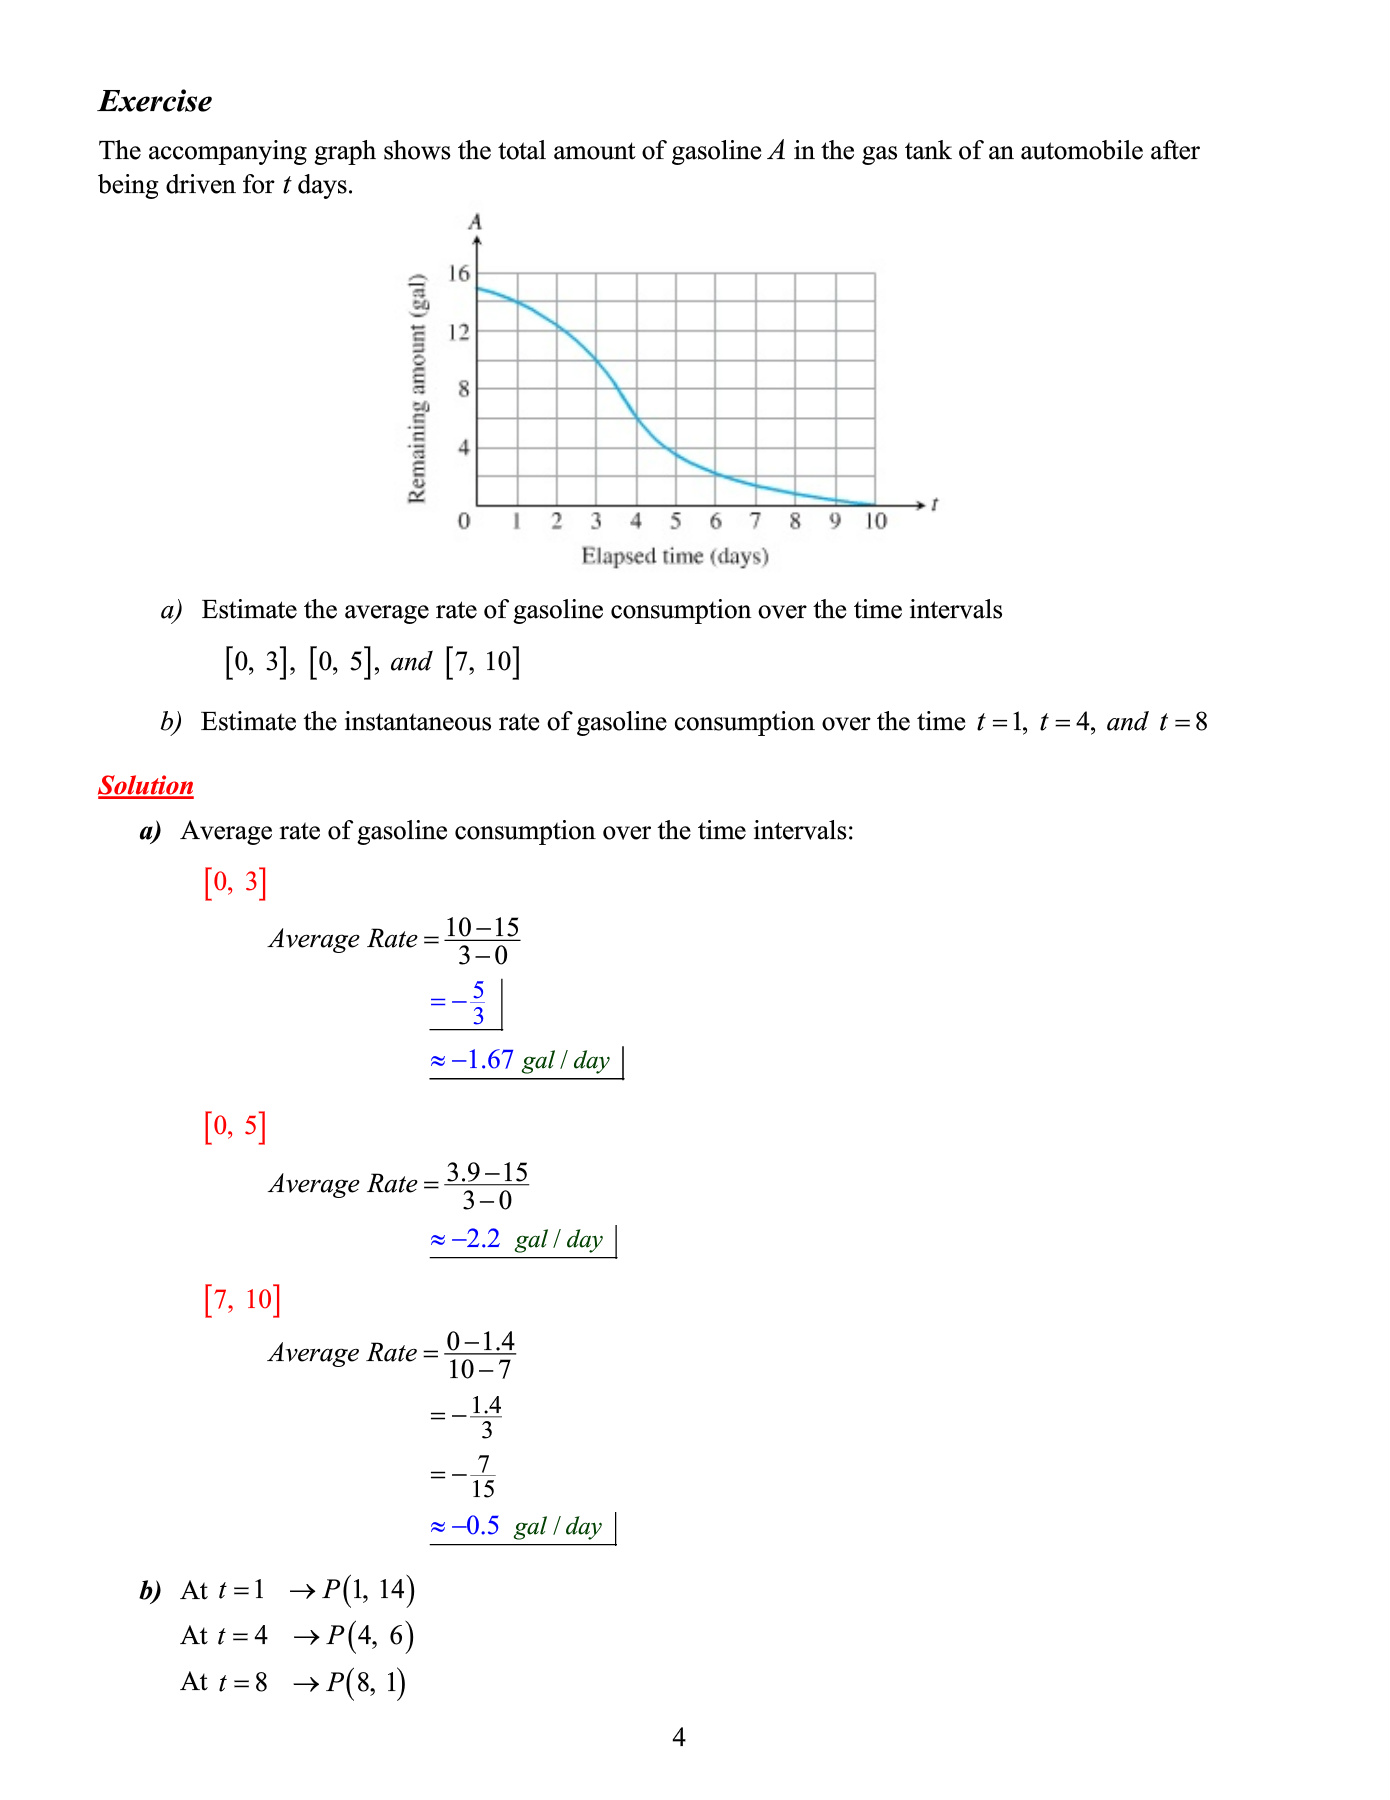 Exercise
The accompanying graph shows the total amount of gasoline A in the gas tank of an automobile after
being driven for t days.
A
Remaining amount (gal)
16
12
8
4
0 1 2 3 4 5 6 7 8 9 10 t
Elapsed time (days)
a) Estimate the average rate of gasoline consumption over the time intervals
[0, 3], [0, 5], and [7, 10]
b) Estimate the instantaneous rate of gasoline consumption over the time t = 1, t = 4, and t = 8
Solution
a) Average rate of gasoline consumption over the time intervals:
[0, 3]
Average Rate = \frac{10 − 15}{3 − 0}
= −\frac{5}{3}
≈ −1.67 gal / day
[0, 5]
Average Rate = \frac{3.9 − 15}{3 − 0}
≈ −2.2 gal / day
[7, 10]
Average Rate = \frac{0 − 1.4}{10 − 7}
= −\frac{1.4}{3}
= −\frac{7}{15}
≈ −0.5 gal / day
b) At t = 1 → P(1, 14)
At t = 4 → P(4, 6)
At t = 8 → P(8, 1)
4